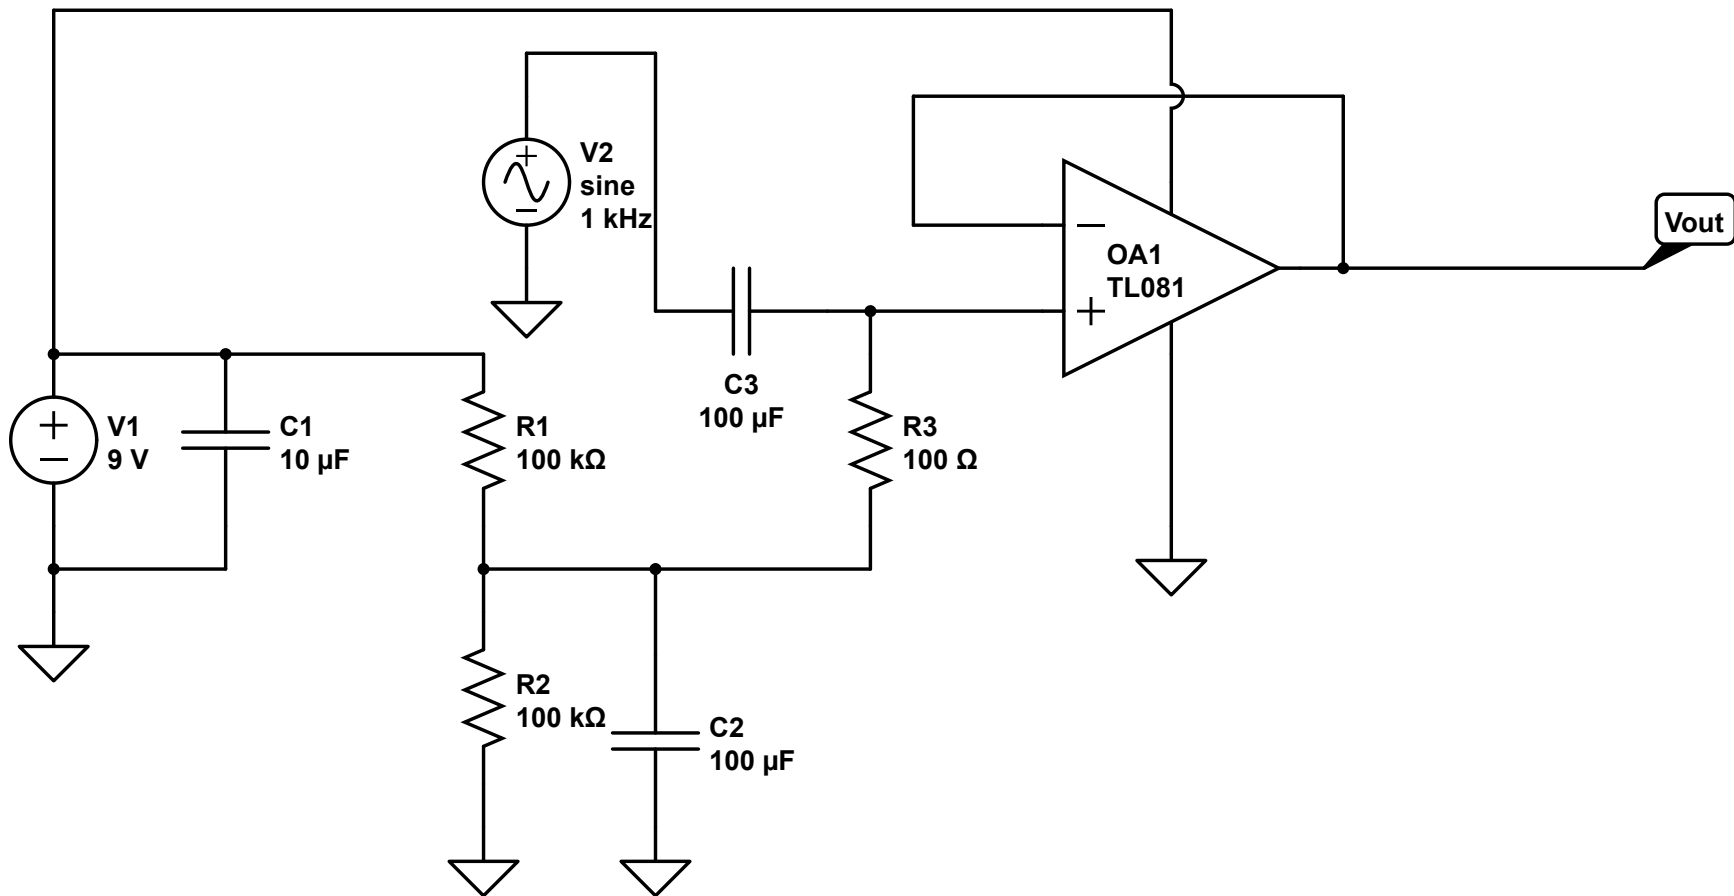 V2
sine
1 kHz
Vout
OA1
TL081
C3
100 µF
V1
9 V
C1
10 µF
R1
100 kΩ
R3
100 Ω
R2
100 kΩ
C2
100 µF